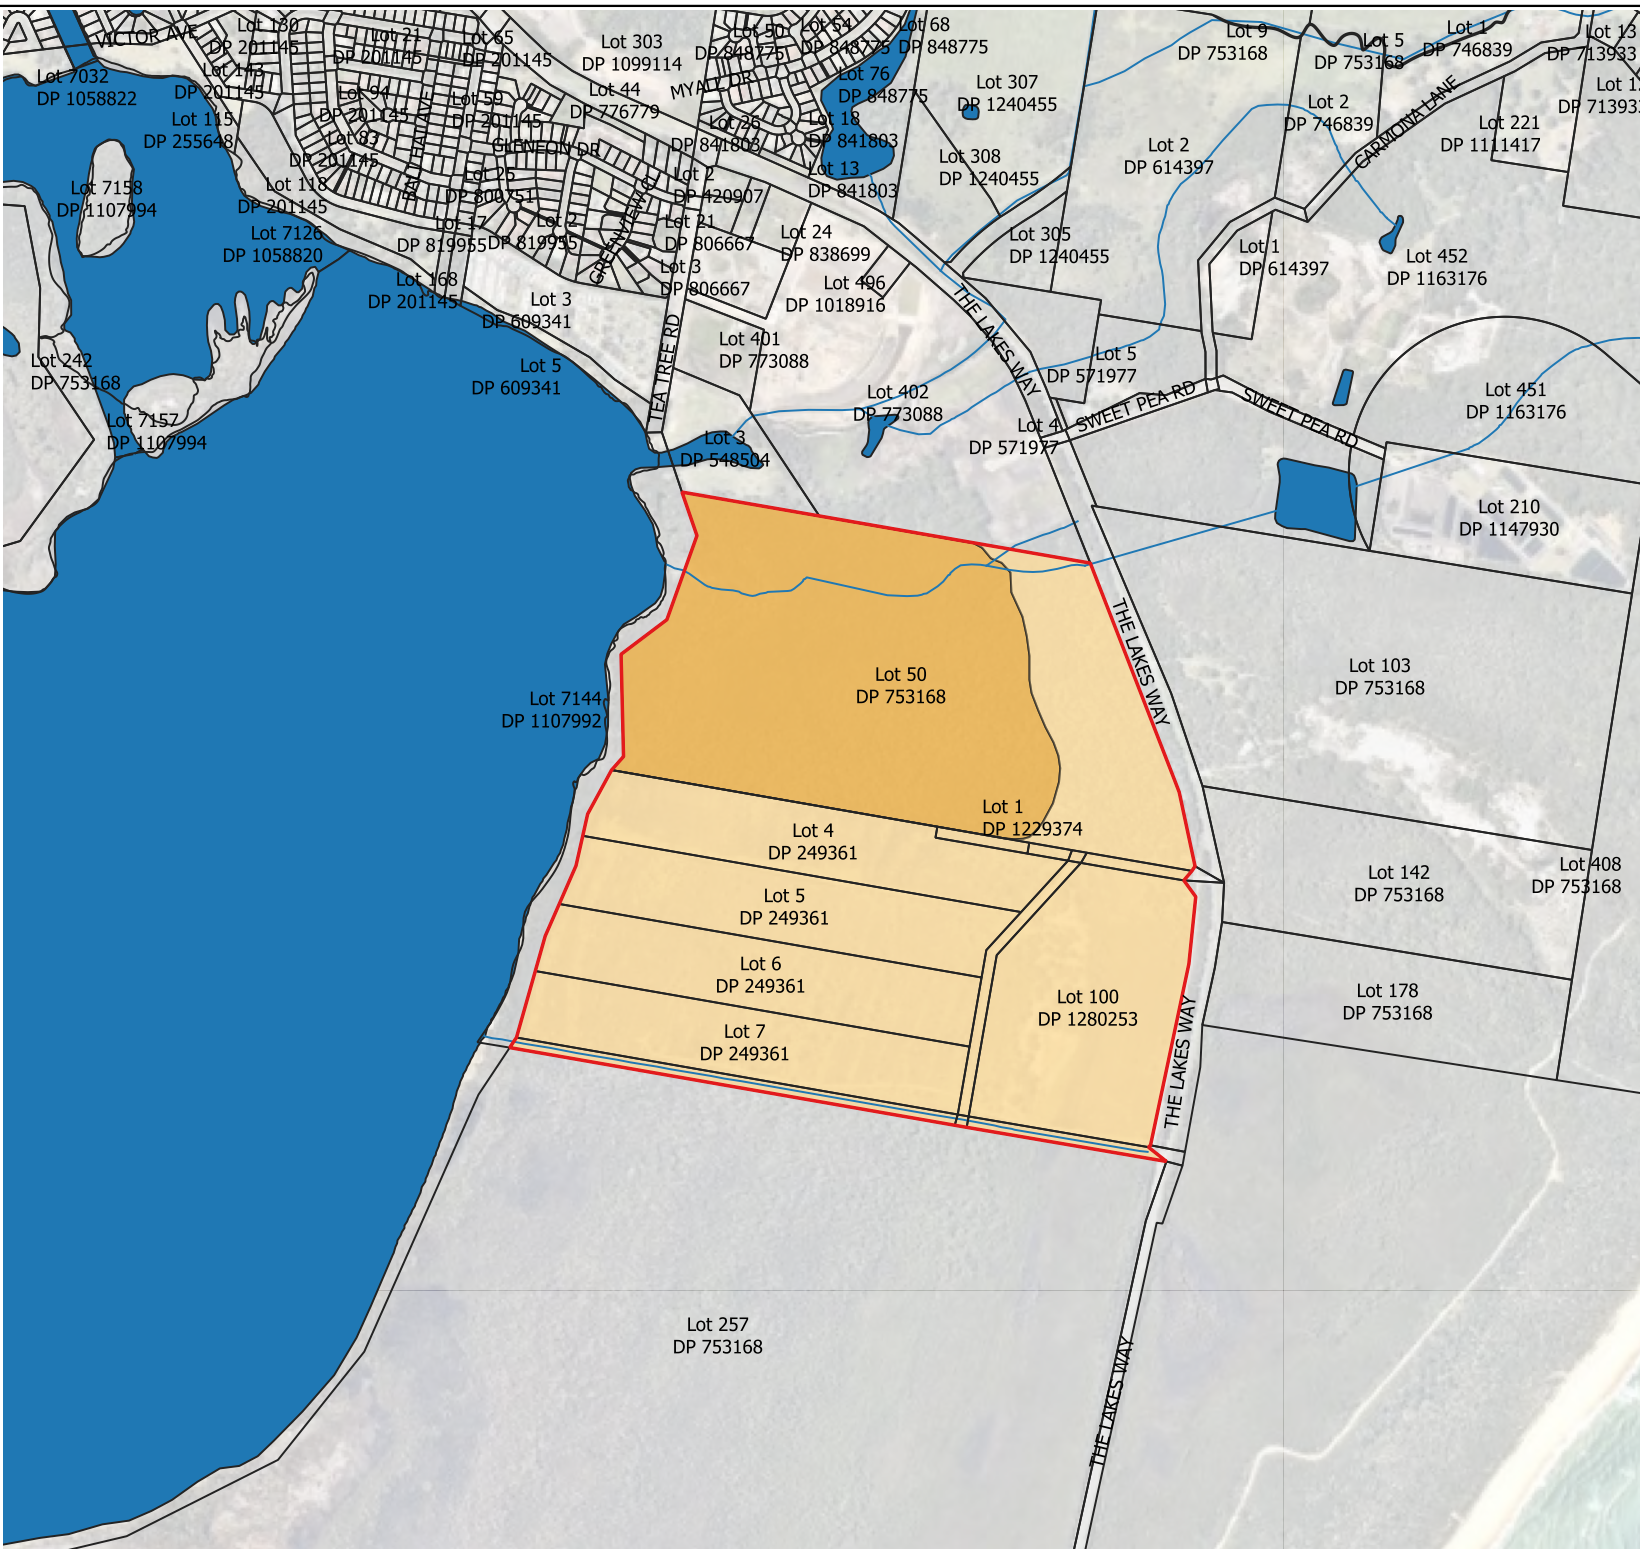 VICTOR AVE
Lot 130
DP 201145
Lot 21
DP 201145
Lot 65
DP 201145
Lot 303
DP 1099114
Lot 50
DP 848775
Lot 54
DP 848775
Lot 68
DP 848775
Lot 9
DP 753168
Lot 5
DP 753168
Lot 1
DP 746839
Lot 13
DP 713933
Lot 7032
DP 1058822
Lot 143
DP 201145
Lot 94
DP 201145
Lot 59
DP 201145
Lot 44
DP 776779
MYALL DR
Lot 76
DP 848775
Lot 307
DP 1240455
Lot 2
DP 746839
CARMONA LANE
Lot 221
DP 1111417
Lot 115
DP 255648
Lot 83
DP 201145
GLENEON DR
Lot 26
DP 841803
Lot 18
DP 841803
Lot 308
DP 1240455
Lot 2
DP 614397
Lot 7158
DP 1107994
Lot 118
DP 201145
Lot 25
DP 800751
GREENVIEW CL
Lot 2
DP 420907
Lot 13
DP 841803
Lot 7126
DP 1058820
Lot 17
DP 819955
Lot 2
DP 819955
Lot 21
DP 806667
Lot 24
DP 838699
Lot 305
DP 1240455
Lot 1
DP 614397
Lot 452
DP 1163176
Lot 168
DP 201145
Lot 3
DP 609341
Lot 3
DP 806667
Lot 496
DP 1018916
THE LAKES WAY
Lot 242
DP 753168
Lot 5
DP 609341
TEA TREE RD
Lot 401
DP 773088
Lot 5
DP 571977
Lot 402
DP 773088
SWEET PEA RD
SWEET PEA RD
Lot 451
DP 1163176
Lot 7157
DP 1107994
Lot 3
DP 548504
Lot 4
DP 571977
Lot 210
DP 1147930
THE LAKES WAY
Lot 50
DP 753168
Lot 103
DP 753168
Lot 7144
DP 1107992
Lot 1
DP 1229374
Lot 4
DP 249361
Lot 142
DP 753168
Lot 408
DP 753168
Lot 5
DP 249361
Lot 6
DP 249361
Lot 100
DP 1280253
Lot 178
DP 753168
Lot 7
DP 249361
THE LAKES WAY
Lot 257
DP 753168
THE LAKES WAY